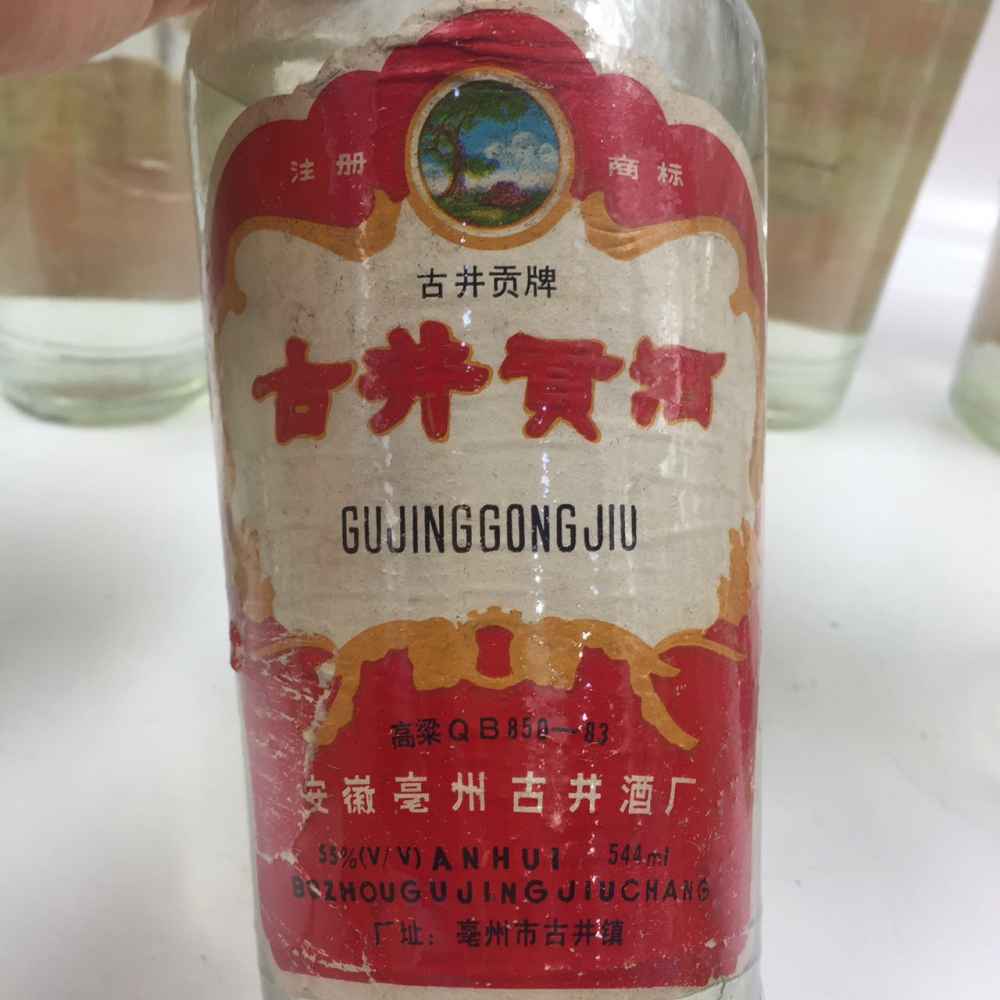 注册 商标
古井贡牌
古井貢酒
GUJINGGONGJIU
高粱QB850—83
安徽亳州古井酒厂
55%(V/V) ANHUI 544ml
BOZHOUGUJINGJIUCHANG
厂址：亳州市古井镇